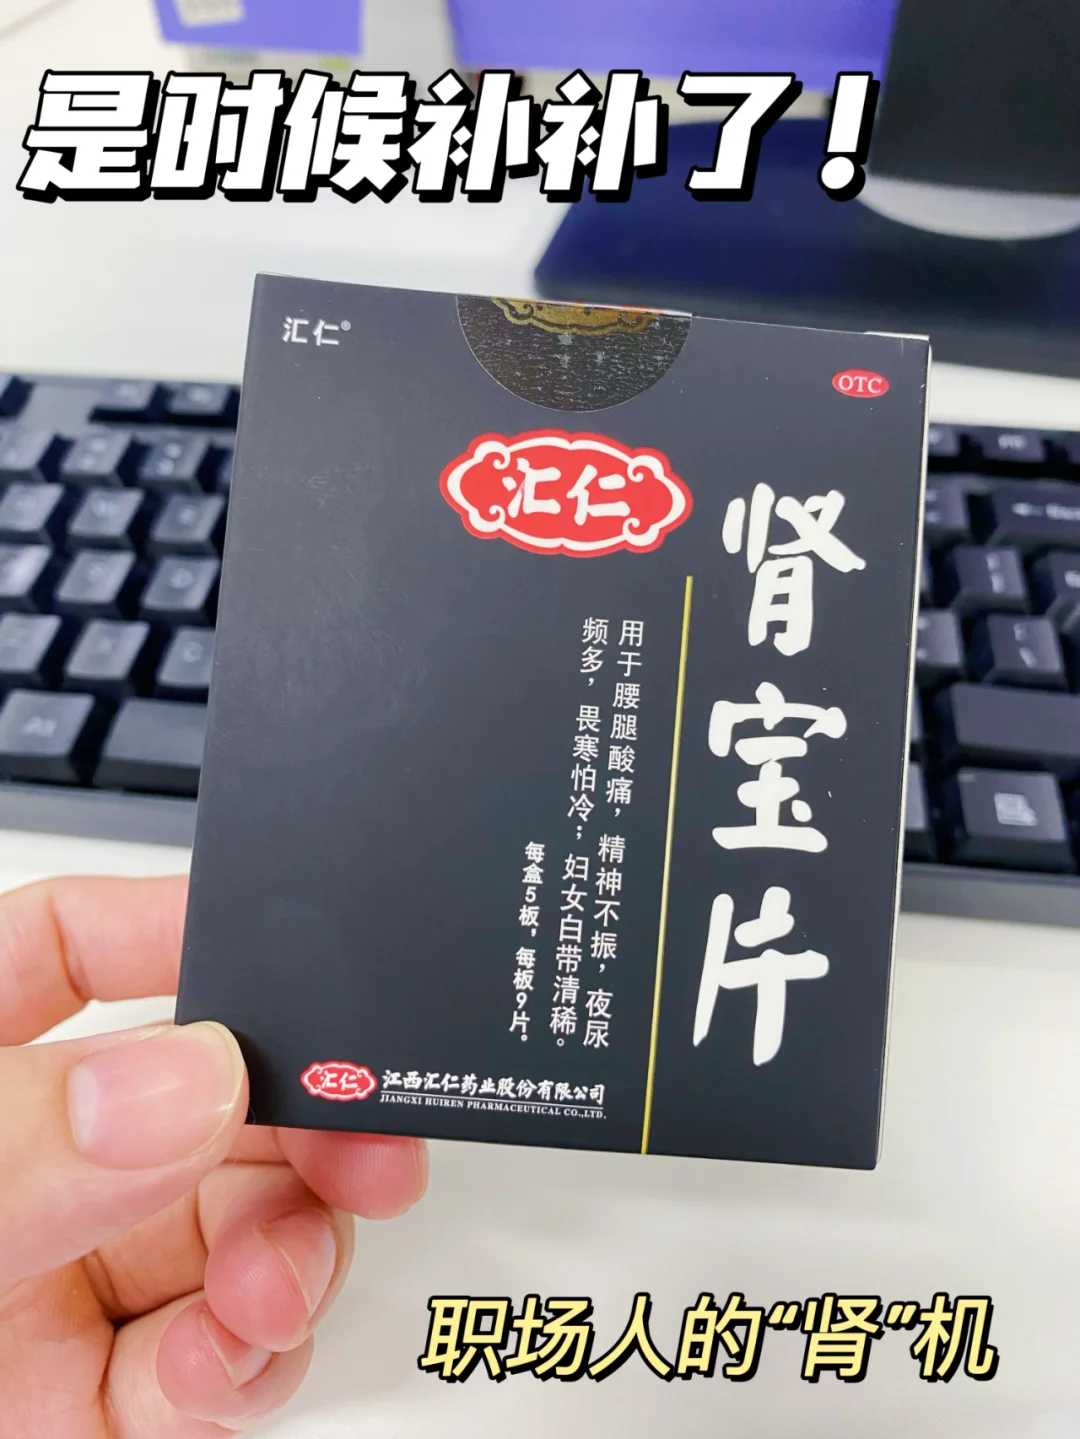 是时候补补了！
汇仁®
OTC
汇仁
肾宝片
用于腰腿酸痛，精神不振，夜尿
频多，畏寒怕冷；妇女白带清稀。
每盒5板，每板9片。
汇仁 江西汇仁药业股份有限公司
JIANGXI HUIREN PHARMACEUTICAL CO.,LTD.
职场人的“肾”机